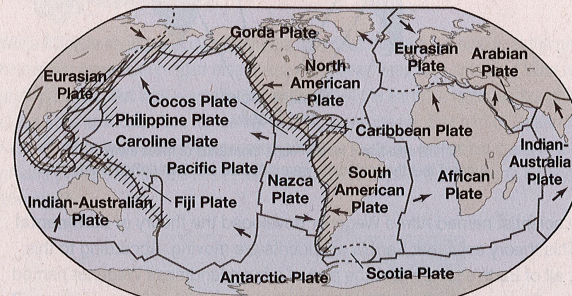 Gorda Plate
Eurasian
Plate
Arabian
Plate
North
American
Plate
Eurasian
Plate
Cocos Plate
Philippine Plate
Caroline Plate
Caribbean Plate
Indian-
Australia
Plate
Pacific Plate
Nazca
Plate
South
American
Plate
African
Plate
Indian-Australian
Plate
Fiji Plate
Antarctic Plate
Scotia Plate